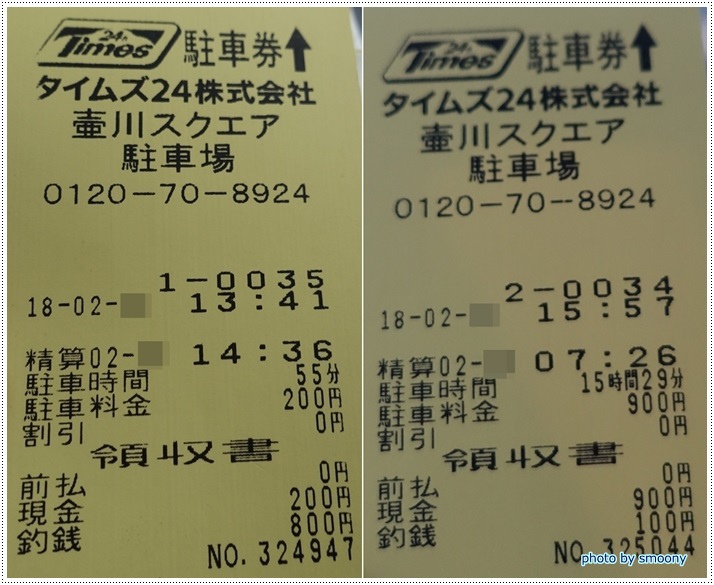 24h Times 駐車券↑
タイムズ24株式会社
壷川スクエア
駐車場
0120-70-8924
1-0035
18-02- 13:41
精算02- 14:36
駐車時間 55分
駐車料金 200円
割引 0円
領収書
前払 0円
現金 200円
釣銭 800円
NO.324947
24h Times 駐車券↑
タイムズ24株式会社
壷川スクエア
駐車場
0120-70-8924
2-0034
18-02- 15:57
精算02- 07:26
駐車時間 15時間29分
駐車料金 900円
割引 0円
領収書
前払 0円
現金 900円
釣銭 100円
NO.325044
photo by smoony